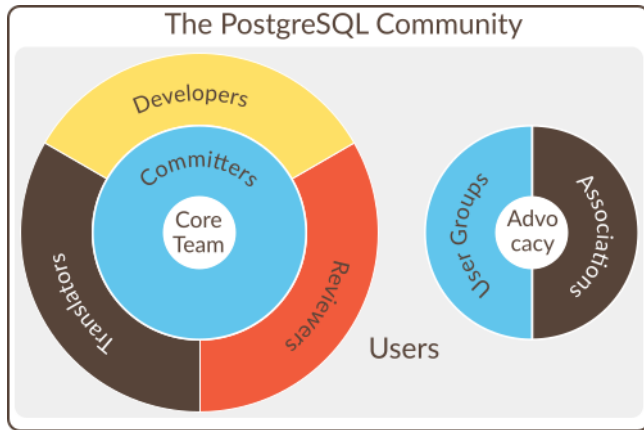 The PostgreSQL Community
Developers
Committers
Core
Team
Translators
Reviewers
User Groups
Advo
cacy
Associations
Users